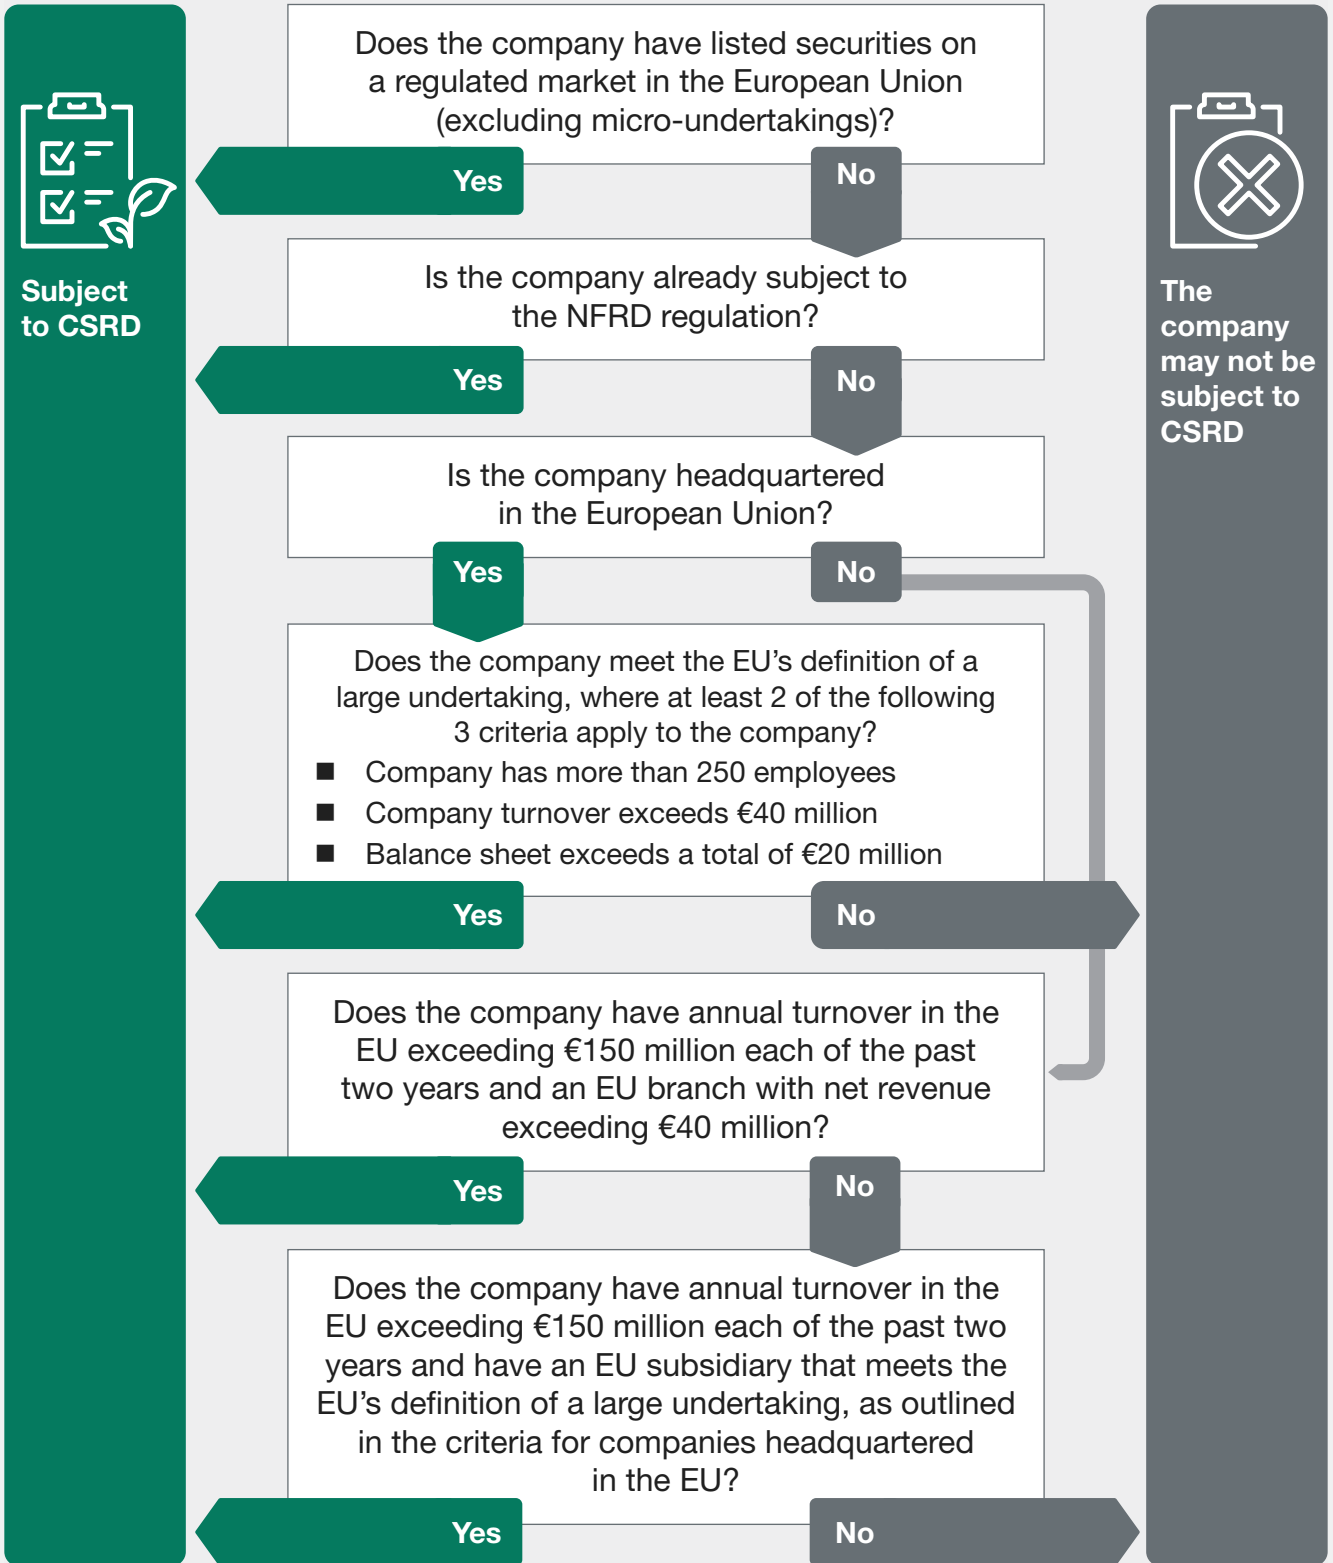 Does the company have listed securities on
a regulated market in the European Union
(excluding micro-undertakings)?
Yes
No
Subject
to CSRD
The
company
may not be
subject to
CSRD
Is the company already subject to
the NFRD regulation?
Yes
No
Is the company headquartered
in the European Union?
Yes
No
Does the company meet the EU’s definition of a
large undertaking, where at least 2 of the following
3 criteria apply to the company?
■ Company has more than 250 employees
■ Company turnover exceeds €40 million
■ Balance sheet exceeds a total of €20 million
Yes
No
Does the company have annual turnover in the
EU exceeding €150 million each of the past
two years and an EU branch with net revenue
exceeding €40 million?
Yes
No
Does the company have annual turnover in the
EU exceeding €150 million each of the past two
years and have an EU subsidiary that meets the
EU’s definition of a large undertaking, as outlined
in the criteria for companies headquartered
in the EU?
Yes
No